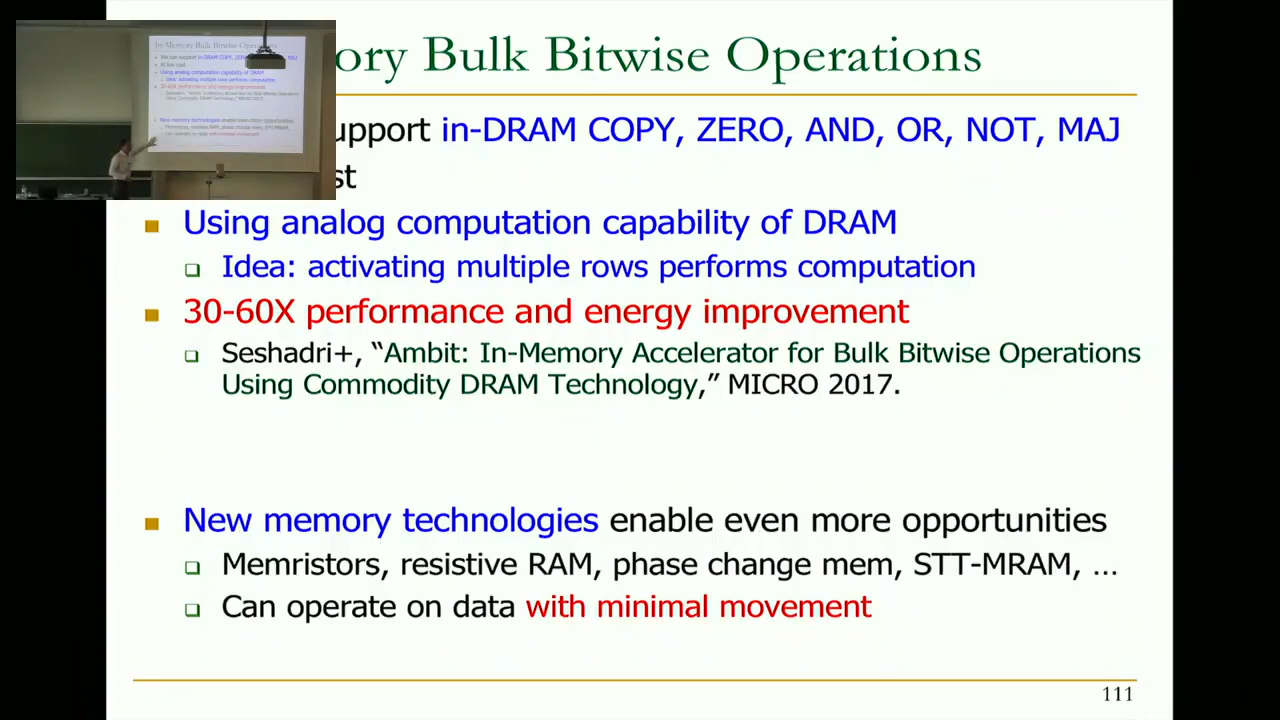 ory Bulk Bitwise Operations
upport in-DRAM COPY, ZERO, AND, OR, NOT, MAJ
st
Using analog computation capability of DRAM
Idea: activating multiple rows performs computation
30-60X performance and energy improvement
Seshadri+, “Ambit: In-Memory Accelerator for Bulk Bitwise Operations
Using Commodity DRAM Technology,” MICRO 2017.
New memory technologies enable even more opportunities
Memristors, resistive RAM, phase change mem, STT-MRAM, …
Can operate on data with minimal movement
111